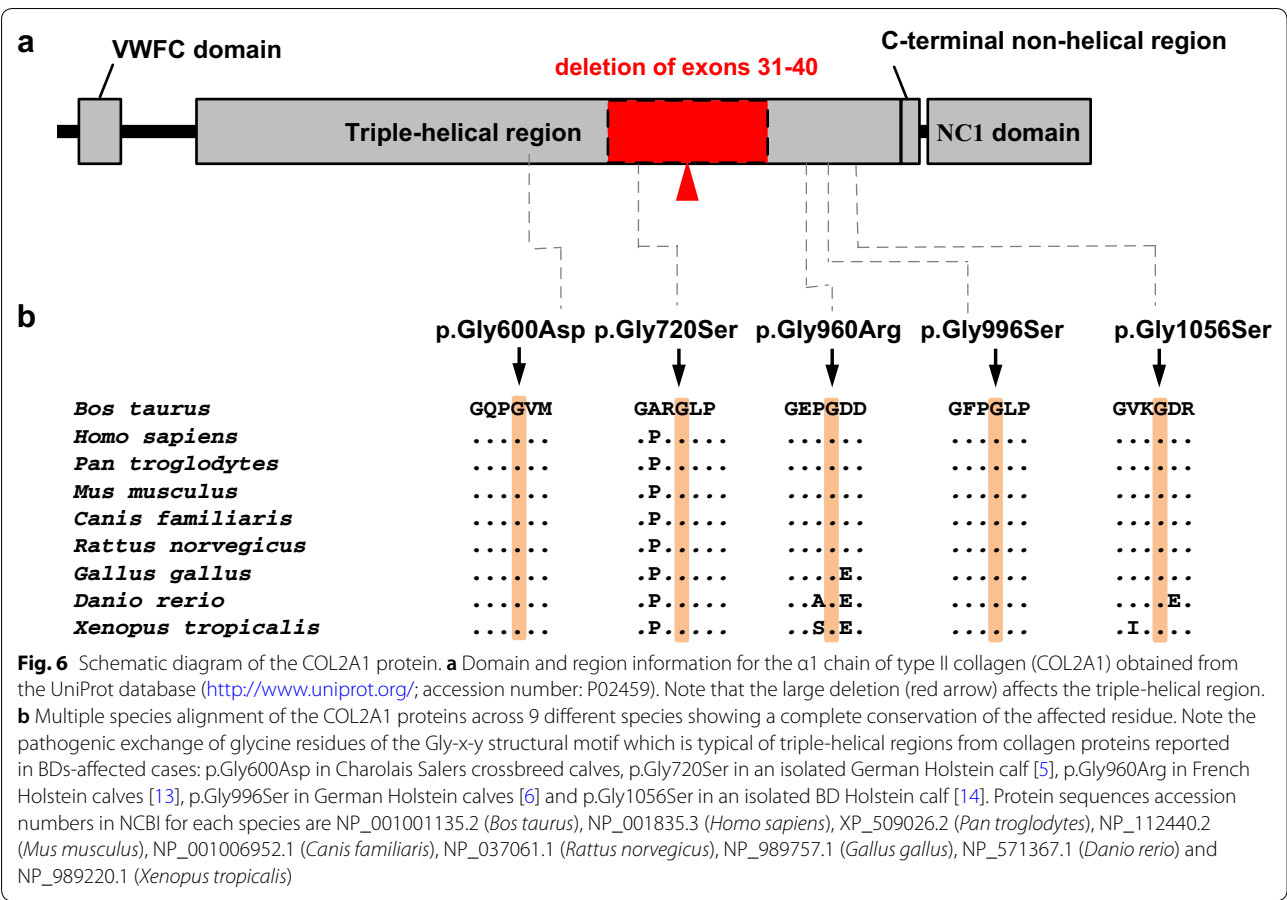 a
VWFC domain
C-terminal non-helical region
deletion of exons 31-40
Triple-helical region
NC1 domain
b
p.Gly600Asp p.Gly720Ser p.Gly960Arg p.Gly996Ser p.Gly1056Ser
Bos taurus GQPGVM GARGLP GEPGDD GFPGLP GVKGDR
Homo sapiens ...... .P.... ...... ...... ......
Pan troglodytes ...... .P.... ...... ...... ......
Mus musculus ...... .P.... ...... ...... ......
Canis familiaris ...... .P.... ...... ...... ......
Rattus norvegicus ...... .P.... ...... ...... ......
Gallus gallus ...... .P.... ....E. ...... ......
Danio rerio ...... .P.... ..A.E. ...... ....E.
Xenopus tropicalis ...... .P.... ..S.E. ...... .I....
Fig. 6 Schematic diagram of the COL2A1 protein. a Domain and region information for the α1 chain of type II collagen (COL2A1) obtained from
the UniProt database (http://www.uniprot.org/; accession number: P02459). Note that the large deletion (red arrow) affects the triple-helical region.
b Multiple species alignment of the COL2A1 proteins across 9 different species showing a complete conservation of the affected residue. Note the
pathogenic exchange of glycine residues of the Gly-x-y structural motif which is typical of triple-helical regions from collagen proteins reported
in BDs-affected cases: p.Gly600Asp in Charolais Salers crossbreed calves, p.Gly720Ser in an isolated German Holstein calf [5], p.Gly960Arg in French
Holstein calves [13], p.Gly996Ser in German Holstein calves [6] and p.Gly1056Ser in an isolated BD Holstein calf [14]. Protein sequences accession
numbers in NCBI for each species are NP_001001135.2 (Bos taurus), NP_001835.3 (Homo sapiens), XP_509026.2 (Pan troglodytes), NP_112440.2
(Mus musculus), NP_001006952.1 (Canis familiaris), NP_037061.1 (Rattus norvegicus), NP_989757.1 (Gallus gallus), NP_571367.1 (Danio rerio) and
NP_989220.1 (Xenopus tropicalis)